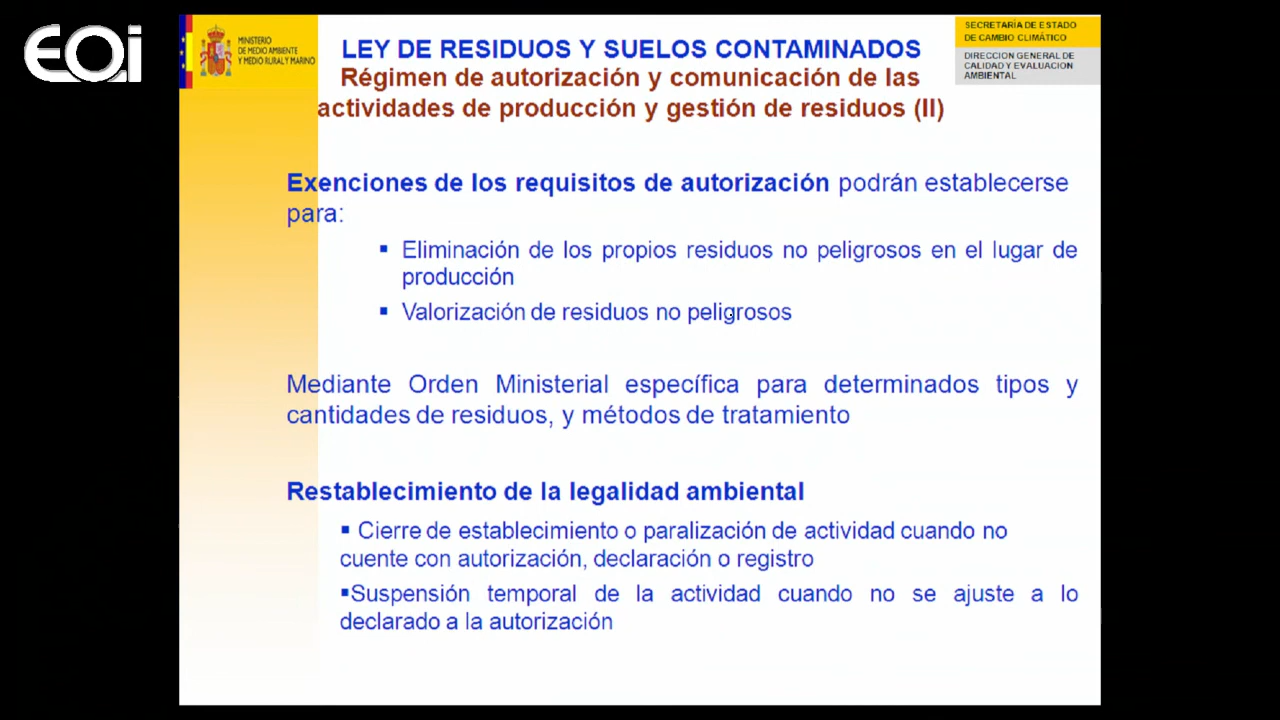 EOi
MINISTERIO
DE MEDIO AMBIENTE
Y MEDIO RURAL Y MARINO
SECRETARÍA DE ESTADO
DE CAMBIO CLIMÁTICO
DIRECCION GENERAL DE
CALIDAD Y EVALUACION
AMBIENTAL
LEY DE RESIDUOS Y SUELOS CONTAMINADOS
Régimen de autorización y comunicación de las
actividades de producción y gestión de residuos (II)
Exenciones de los requisitos de autorización podrán establecerse
para:
▪ Eliminación de los propios residuos no peligrosos en el lugar de
producción
▪ Valorización de residuos no peligrosos
Mediante Orden Ministerial específica para determinados tipos y
cantidades de residuos, y métodos de tratamiento
Restablecimiento de la legalidad ambiental
▪ Cierre de establecimiento o paralización de actividad cuando no
cuente con autorización, declaración o registro
▪Suspensión temporal de la actividad cuando no se ajuste a lo
declarado a la autorización